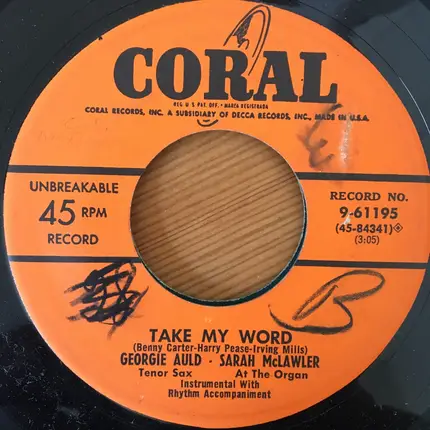 CORAL
REG. U.S. PAT. OFF. • MARCA REGISTRADA
CORAL RECORDS, INC. A SUBSIDIARY OF DECCA RECORDS, INC., MADE IN U.S.A.
UNBREAKABLE
45 RPM
RECORD
RECORD NO.
9-61195
(45-84341)
(3:05)
B
TAKE MY WORD
(Benny Carter-Harry Pease-Irving Mills)
GEORGIE AULD · SARAH McLAWLER
Tenor Sax At The Organ
Instrumental With
Rhythm Accompaniment